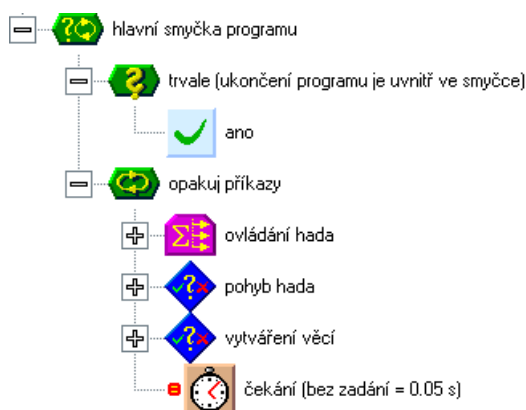 hlavní smyčka programu
trvale (ukončení programu je uvnitř ve smyčce)
ano
opakuj příkazy
ovládání hada
pohyb hada
vytváření věcí
čekání (bez zadání = 0.05 s)